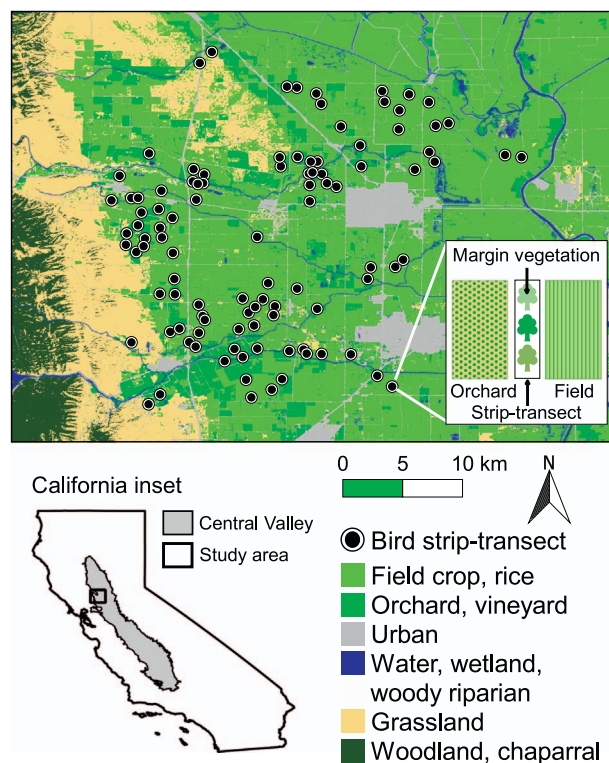 Margin vegetation
Orchard
Field
Strip-transect
California inset
Central Valley
Study area
0 5 10 km
N
Bird strip-transect
Field crop, rice
Orchard, vineyard
Urban
Water, wetland,
woody riparian
Grassland
Woodland, chaparral